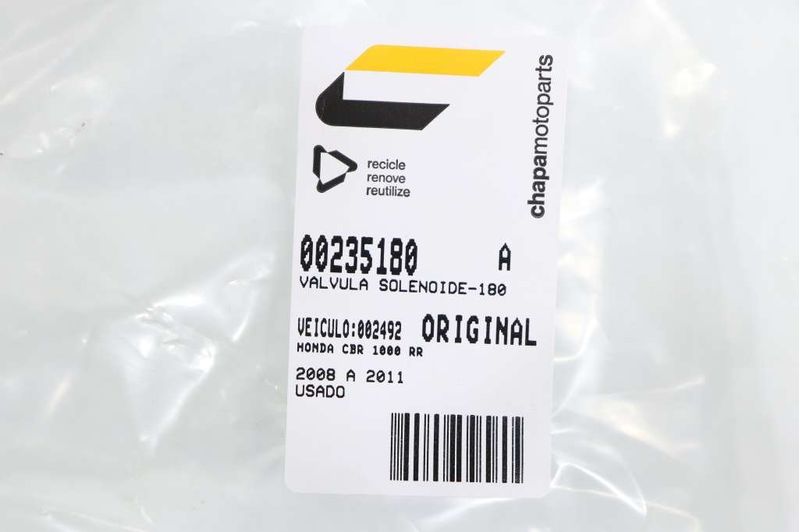 chapamotoparts
recicle
renove
reutilize
00235180 A
VALVULA SOLENOIDE-180
VEICULO:002492 ORIGINAL
HONDA CBR 1000 RR
2008 A 2011
USADO